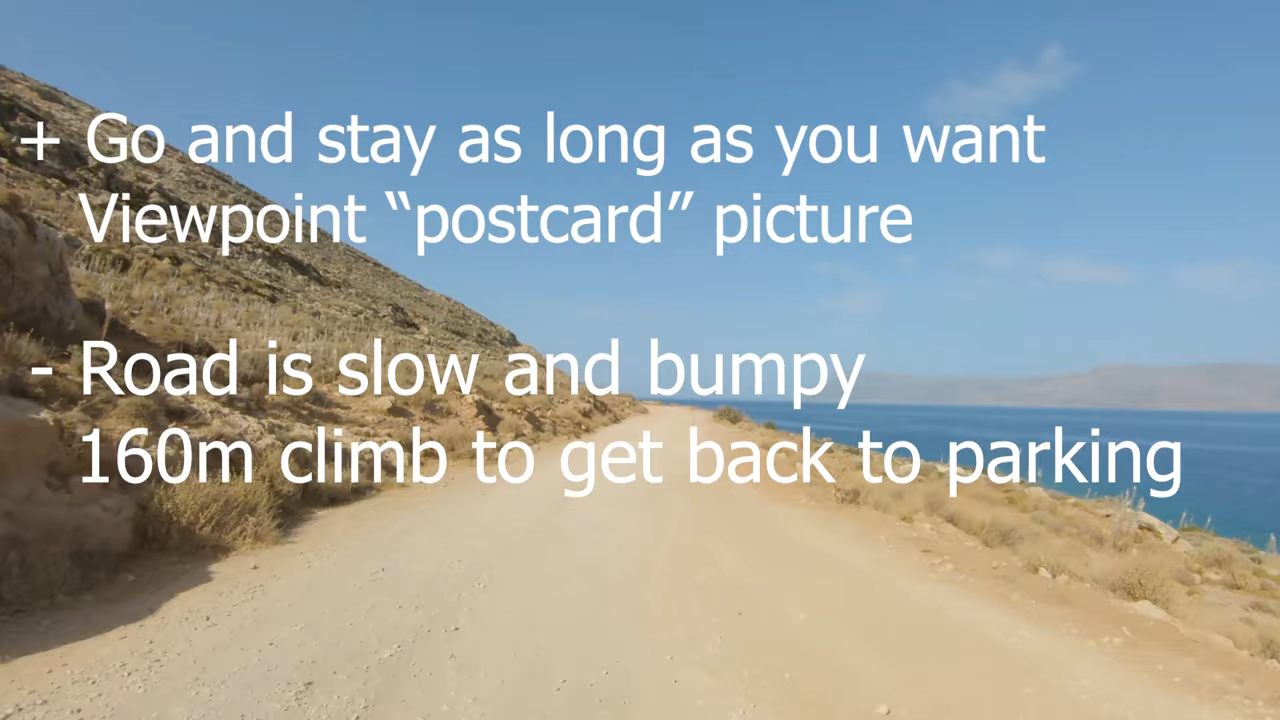 + Go and stay as long as you want
Viewpoint “postcard” picture
- Road is slow and bumpy
160m climb to get back to parking